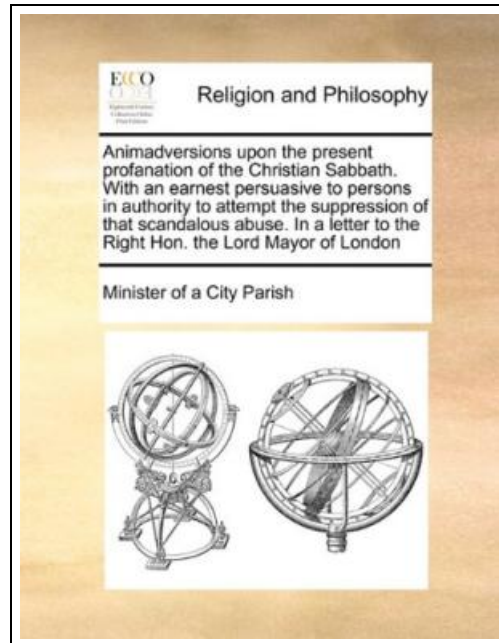 ECCO
Religion and Philosophy
Animadversions upon the present
profanation of the Christian Sabbath.
With an earnest persuasive to persons
in authority to attempt the suppression of
that scandalous abuse. In a letter to the
Right Hon. the Lord Mayor of London
Minister of a City Parish